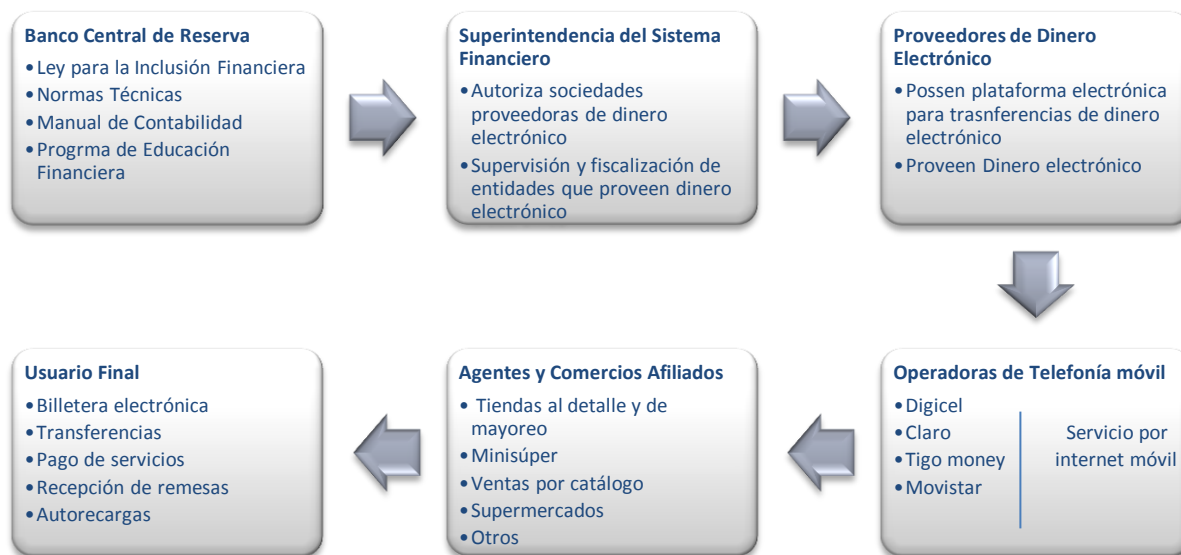 Banco Central de Reserva
•Ley para la Inclusión Financiera
•Normas Técnicas
•Manual de Contabilidad
•Progrma de Educación
Financiera
Superintendencia del Sistema
Financiero
•Autoriza sociedades
proveedoras de dinero
electrónico
•Supervisión y fiscalización de
entidades que proveen dinero
electrónico
Proveedores de Dinero
Electrónico
•Possen plataforma electrónica
para trasnferencias de dinero
electrónico
•Proveen Dinero electrónico
Operadoras de Telefonía móvil
•Digicel
•Claro
•Tigo money
•Movistar
Servicio por
internet móvil
Agentes y Comercios Afiliados
• Tiendas al detalle y de
mayoreo
•Minisúper
•Ventas por catálogo
•Supermercados
•Otros
Usuario Final
•Billetera electrónica
•Transferencias
•Pago de servicios
•Recepción de remesas
•Autorecargas